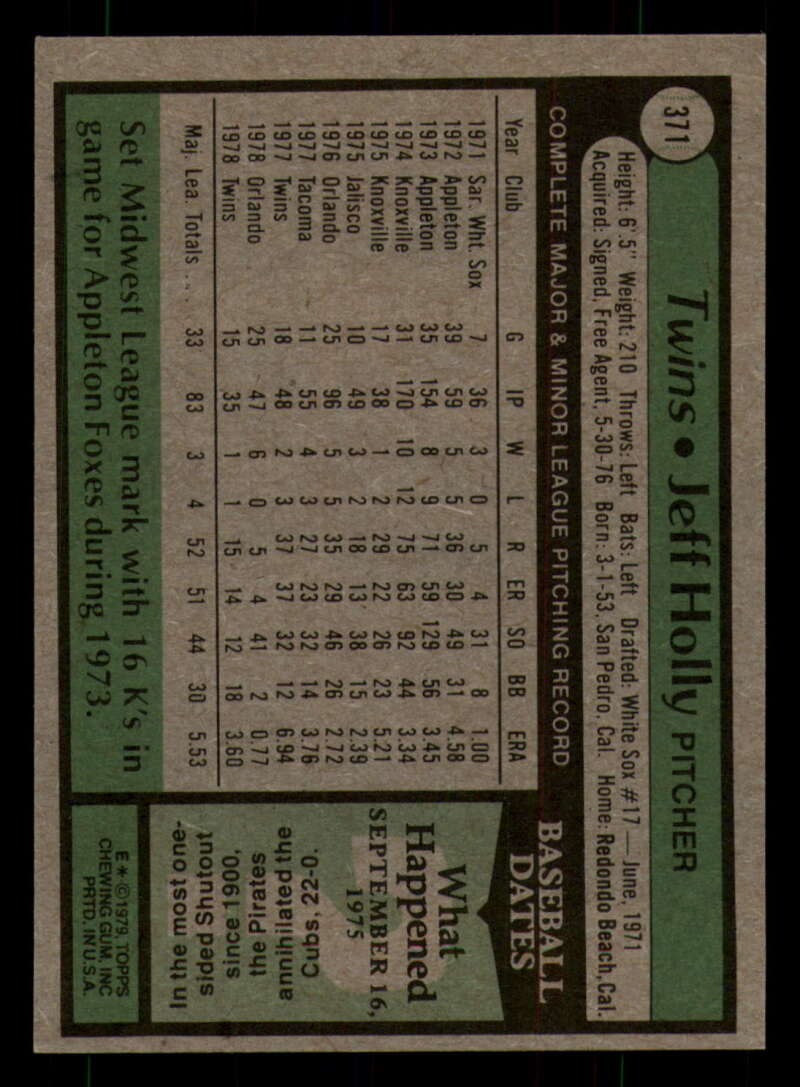 371
Twins • Jeff Holly PITCHER
Height: 6'.5" Weight: 210 Throws: Left Bats: Left Drafted: White Sox #17 — June, 1971
Acquired: Signed, Free Agent, 5-30-76 Born: 3-1-53, San Pedro, Cal. Home: Redondo Beach, Cal.
COMPLETE MAJOR & MINOR LEAGUE PITCHING RECORD
Year Club G IP W L R ER SO BB ERA
1971 Sar. Wht. Sox 7 36 3 0 5 4 31 8 1.00
1972 Appleton 39 59 5 5 36 30 49 31 4.58
1973 Appleton 35 154 8 9 71 59 129 56 3.45
1974 Knoxville 31 170 10 12 75 63 92 44 3.34
1975 Knoxville 17 38 1 2 29 22 26 23 5.21
1975 Jalisco 10 49 3 2 18 13 38 15 2.39
1976 Orlando 25 96 5 5 35 29 46 26 2.72
1977 Tacoma 11 55 4 3 27 23 32 14 3.76
1977 Twins 18 48 2 3 37 37 32 12 6.94
1978 Orlando 25 47 6 0 5 4 41 2 0.77
1978 Twins 15 35 1 1 15 14 12 18 3.60
Maj. Lea. Totals . . . 33 83 3 4 52 51 44 30 5.53
Set Midwest League mark with 16 K's in
game for Appleton Foxes during 1973.
BASEBALL
DATES
What
Happened
SEPTEMBER 16,
1975
In the most one-
sided Shutout
since 1900,
the Pirates
annihilated the
Cubs, 22-0.
E * © 1979, TOPPS
CHEWING GUM, INC
PRTD. IN U.S.A.